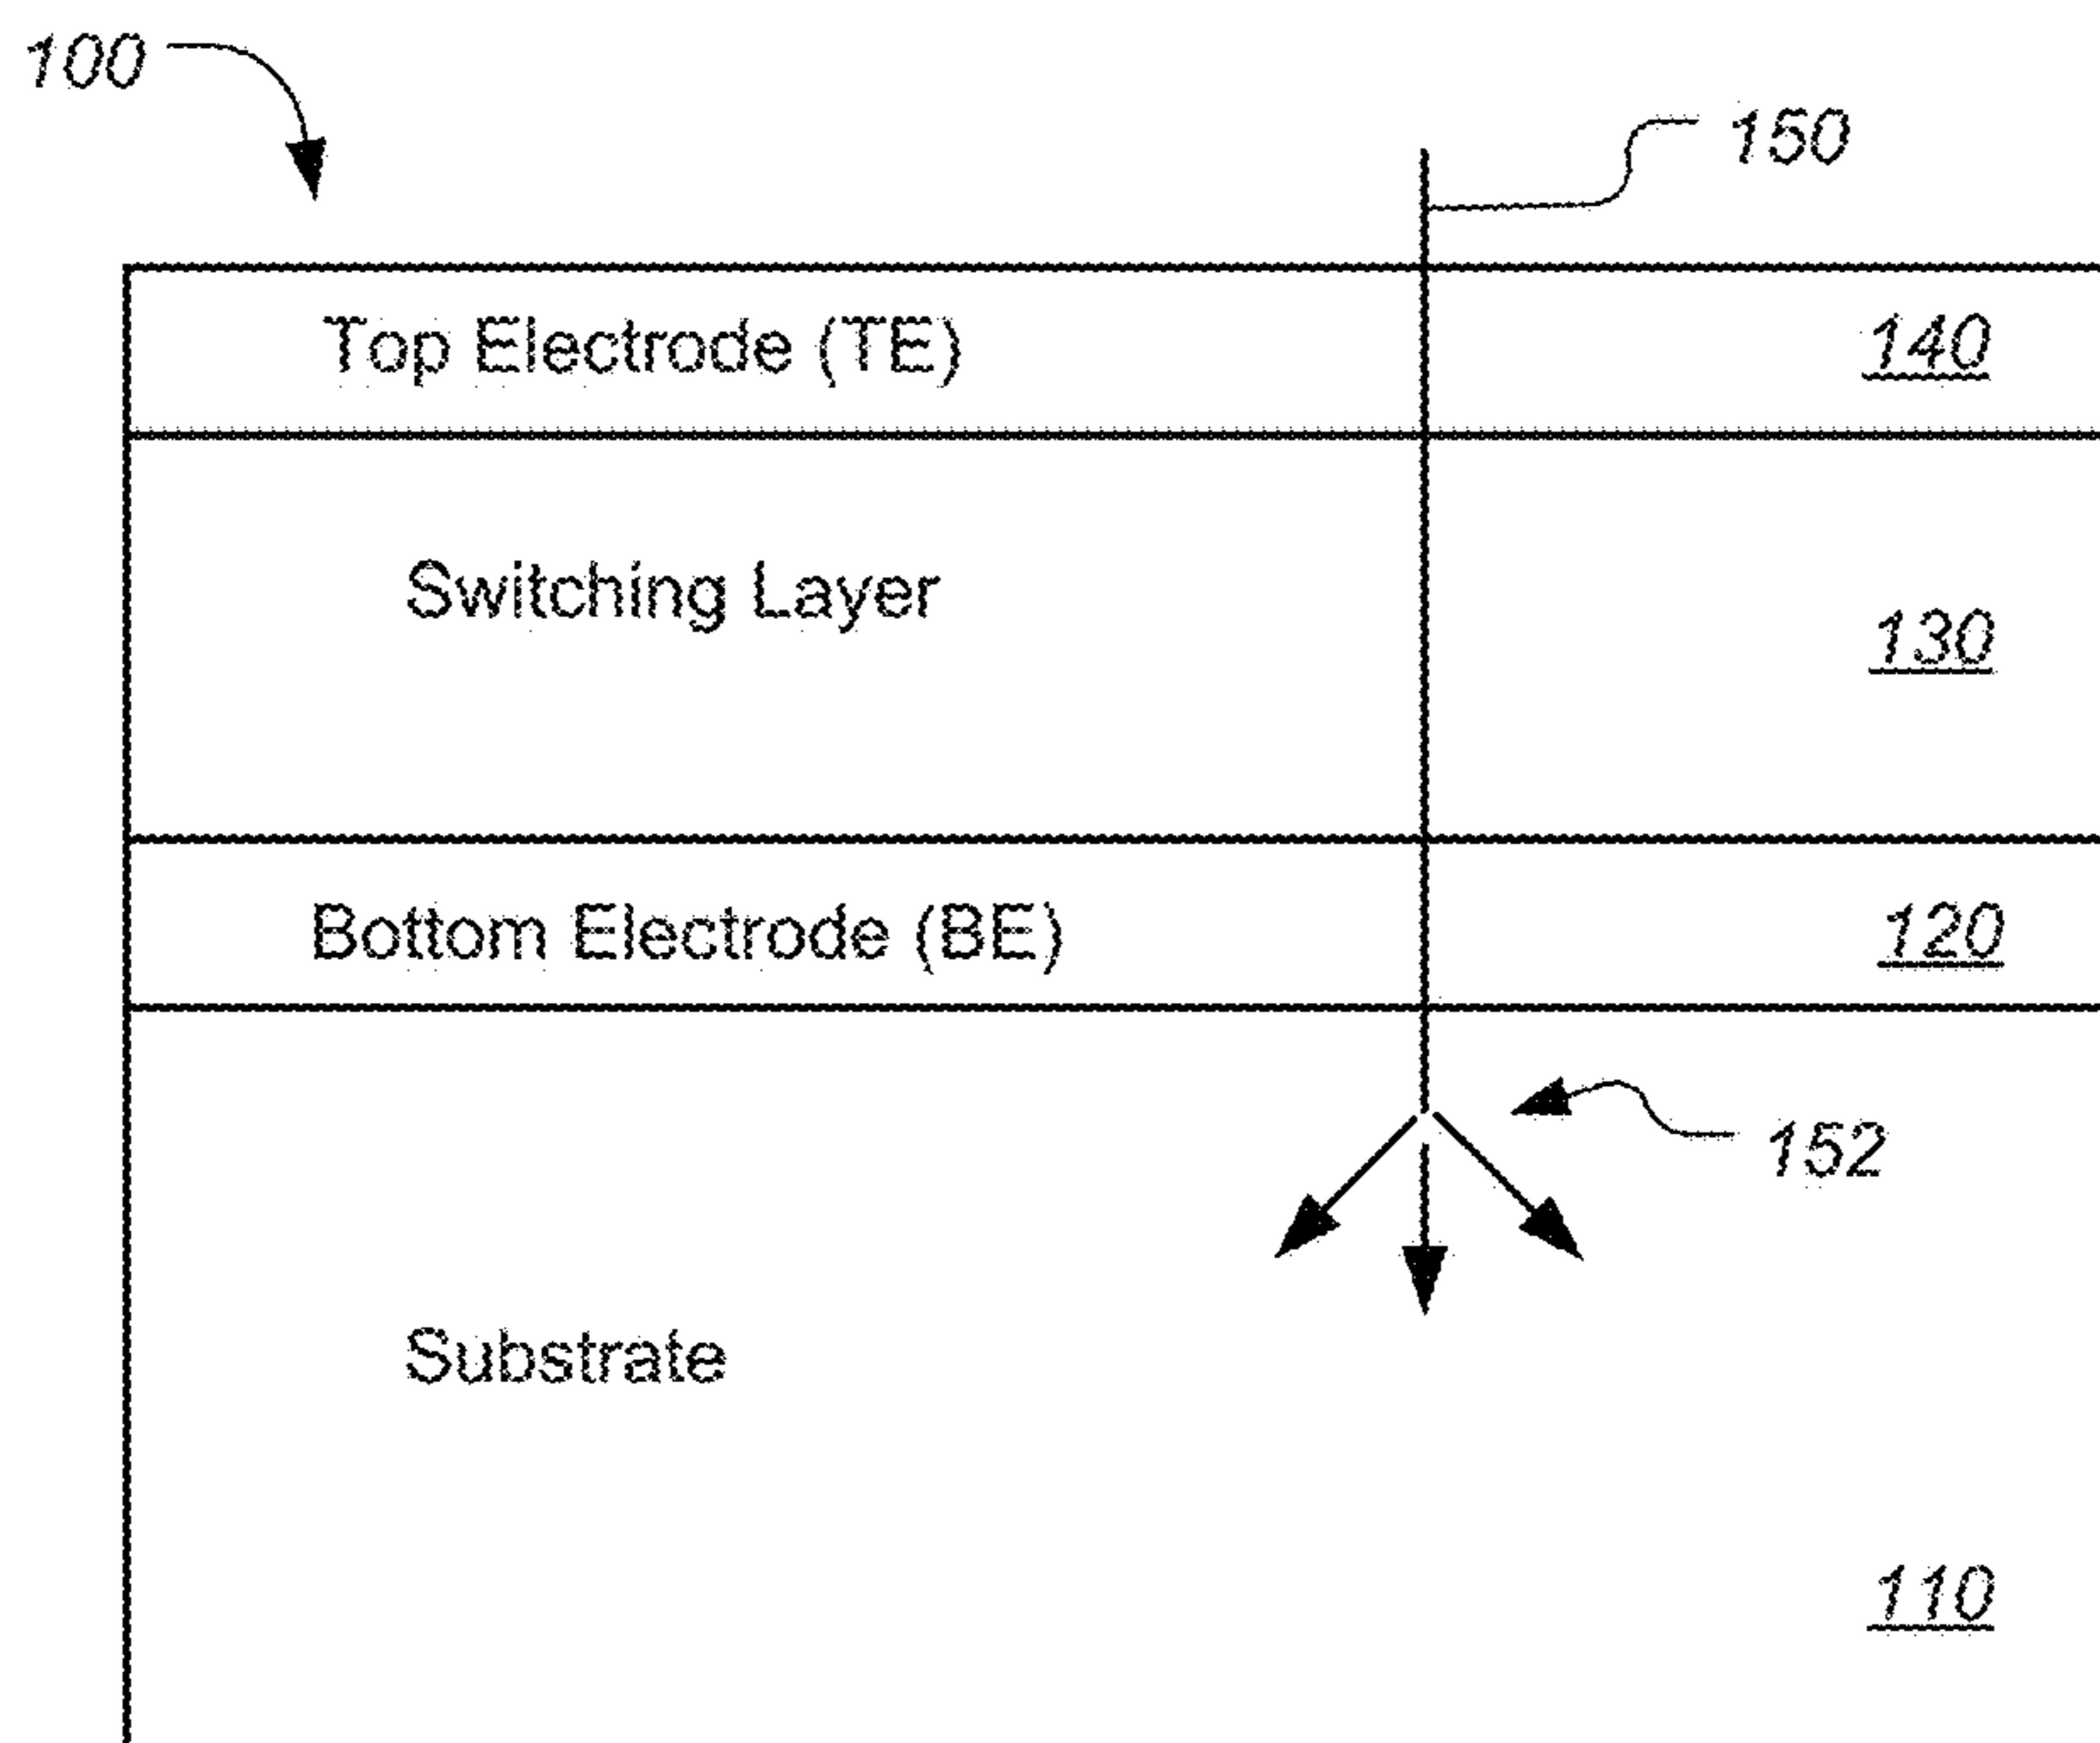 100
150
Top Electrode (TE) 140
Switching Layer
130
Bottom Electrode (BE) 120
152
Substrate
110